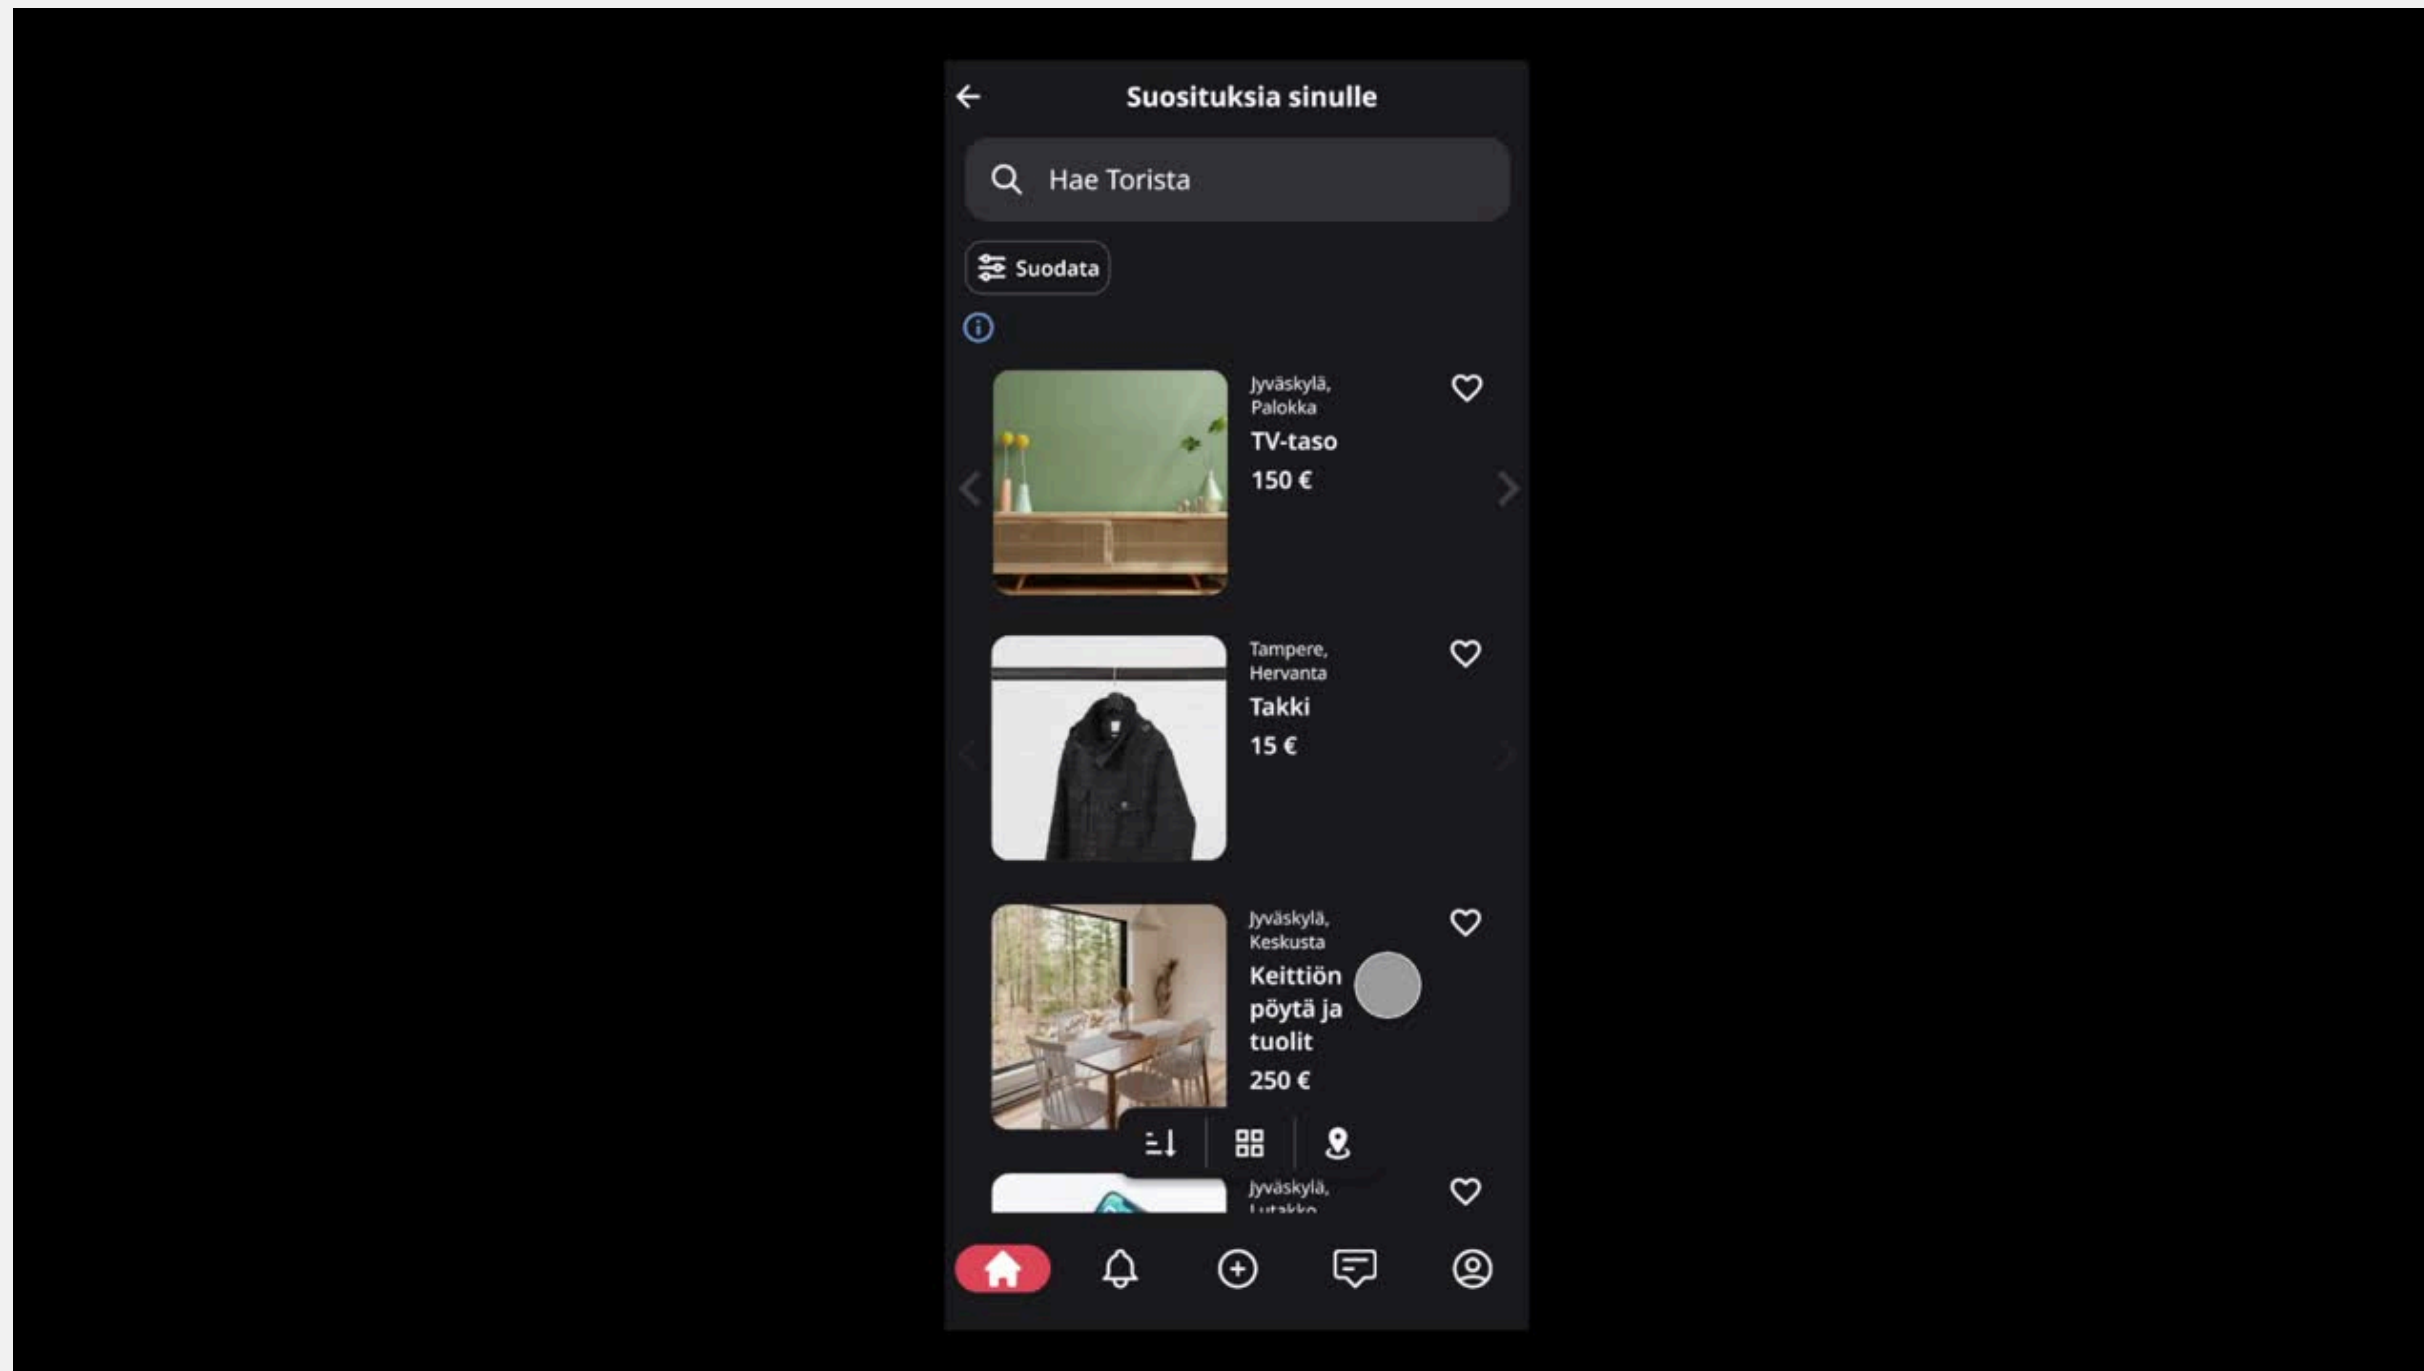 Suosituksia sinulle
Hae Torista
Suodata
Jyväskylä,
Palokka
TV-taso
150 €
Tampere,
Hervanta
Takki
15 €
Jyväskylä,
Keskusta
Keittiön
pöytä ja
tuolit
250 €
Jyväskylä,
Lutakko